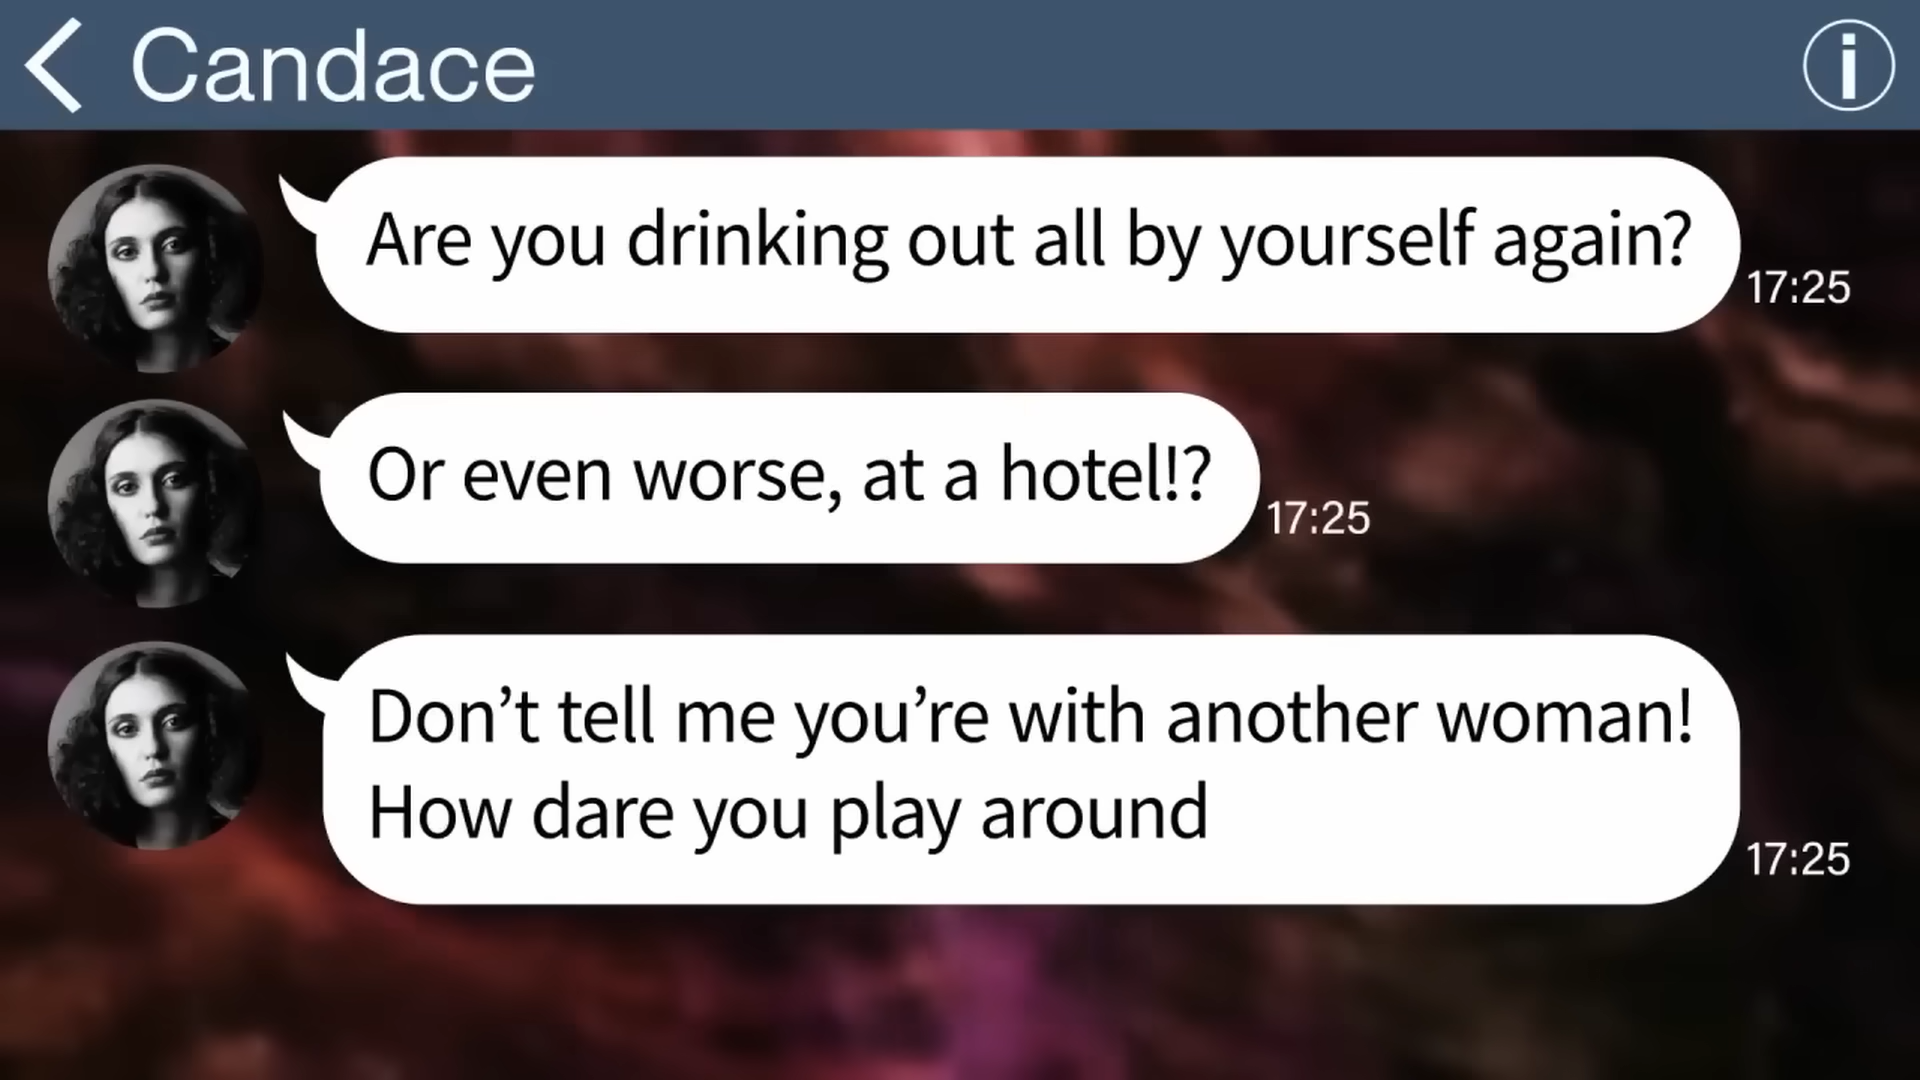 Candace
Are you drinking out all by yourself again?
17:25
Or even worse, at a hotel!?
17:25
Don’t tell me you’re with another woman!
How dare you play around
17:25